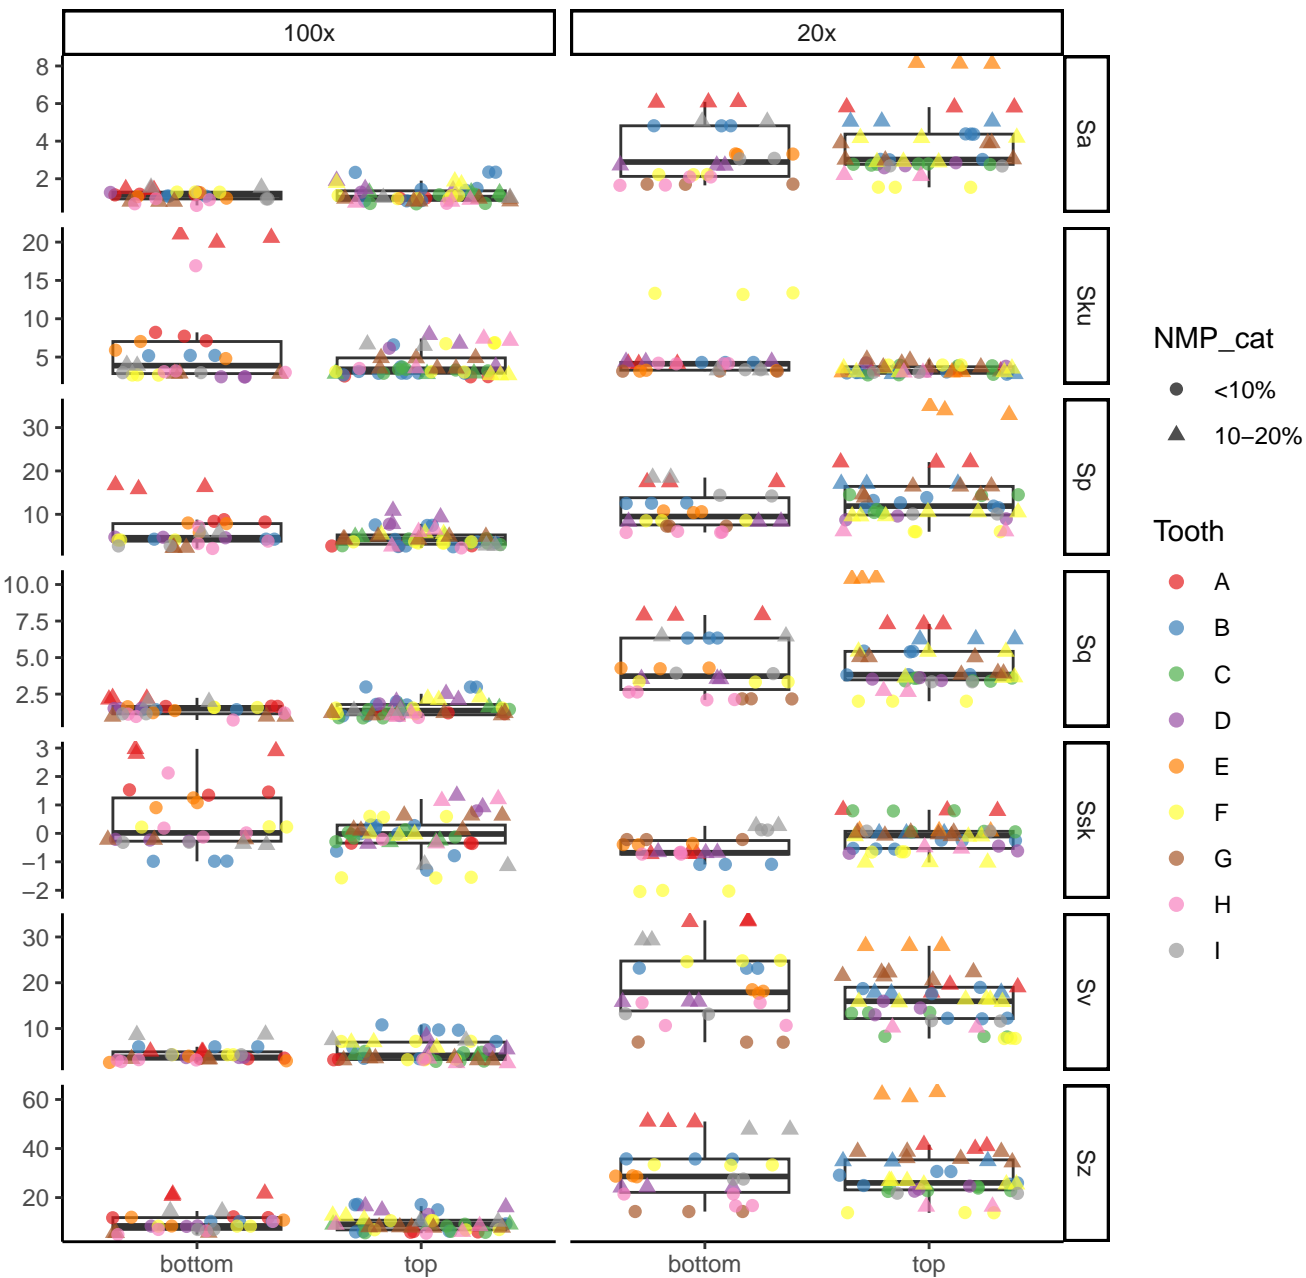 100x 20x
8
6
4
2
Sa
20
15
10
5
Sku
30
20
10
Sp
10.0
7.5
5.0
2.5
Sq
3
2
1
0
−1
−2
Ssk
30
20
10
Sv
60
40
20
Sz
bottom top bottom top
NMP_cat
<10%
10−20%
Tooth
A
B
C
D
E
F
G
H
I